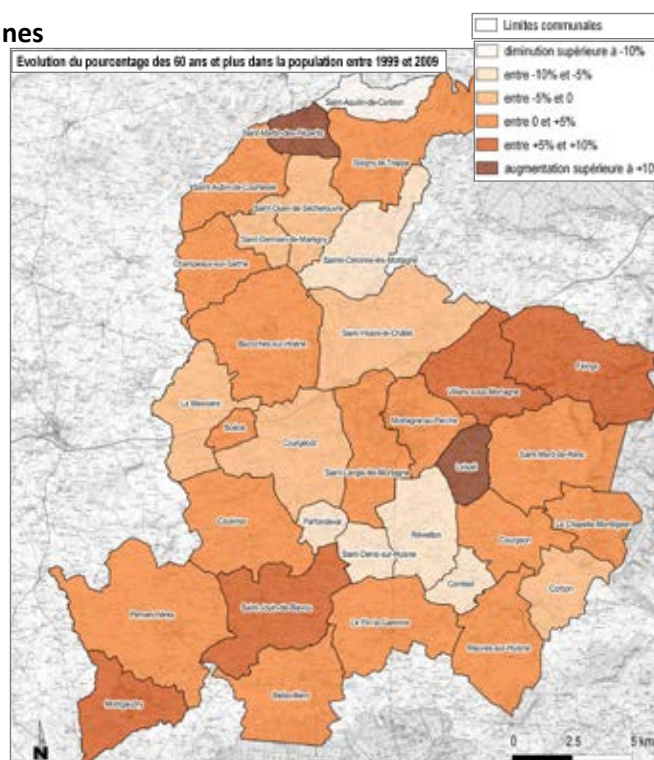 nes
Limites communales
Evolution du pourcentage des 60 ans et plus dans la population entre 1999 et 2009
diminution supérieure à -10%
entre -10% et -5%
entre -5% et 0
entre 0 et +5%
entre +5% et +10%
augmentation supérieure à +10
Saint-Aquilin-de-Corbion
Saint-Martin-des-Pézerits
Soligny-la-Trappe
Saint-Aubin-de-Courteraie
Saint-Ouen-de-Sécherouvre
Saint-Germain-de-Martigny
Sainte-Céronne-lès-Mortagne
Champeaux-sur-Sarthe
Bazoches-sur-Hoëne
Saint-Hilaire-le-Châtel
Feings
Villiers-sous-Mortagne
La Mesnière
Mortagne-au-Perche
Boëcé
Courgeoût
Loisail
Saint-Mard-de-Réno
Saint-Langis-lès-Mortagne
Coulimer
Parfondeval
Réveillon
La Chapelle-Montligeon
Courgeon
Saint-Denis-sur-Huisne
Comblot
Corbon
Pervenchères
Saint-Jouin-de-Blavou
Le Pin-la-Garenne
Mauves-sur-Huisne
Montgaudry
N
0 2.5 5 km